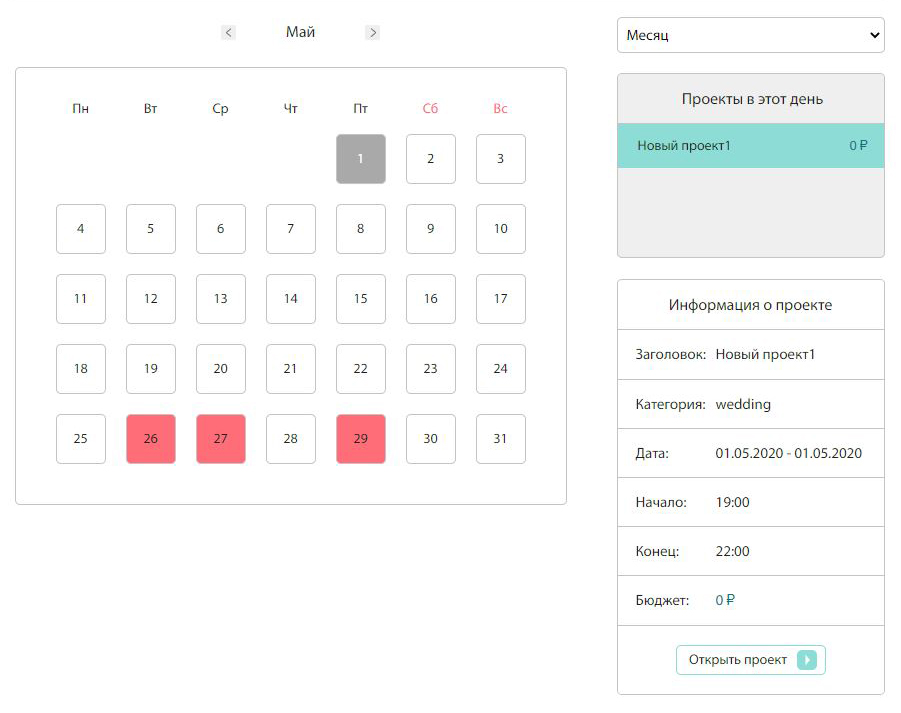 < Май >
Пн Вт Ср Чт Пт Сб Вс
1 2 3
4 5 6 7 8 9 10
11 12 13 14 15 16 17
18 19 20 21 22 23 24
25 26 27 28 29 30 31
Месяц
Проекты в этот день
Новый проект1 0 ₽
Информация о проекте
Заголовок: Новый проект1
Категория: wedding
Дата: 01.05.2020 - 01.05.2020
Начало: 19:00
Конец: 22:00
Бюджет: 0 ₽
Открыть проект